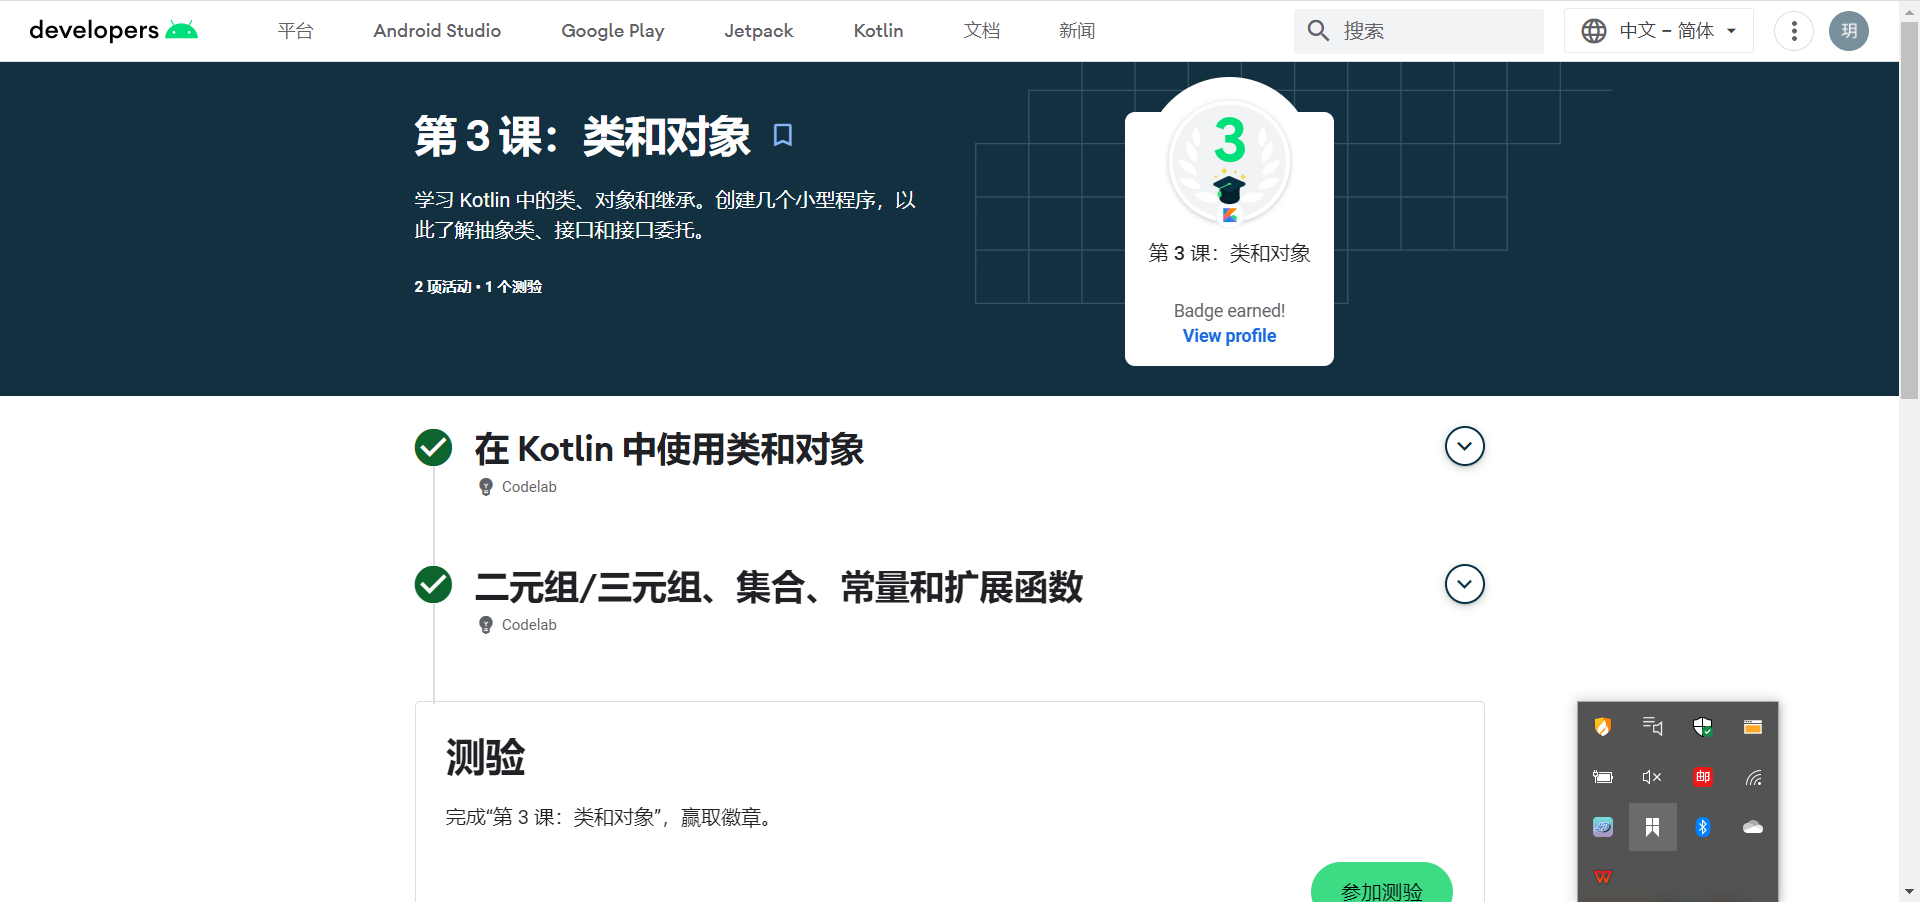 developers
平台
Android Studio
Google Play
Jetpack
Kotlin
文档
新闻
搜索
中文 – 简体
玥
第 3 课：类和对象
学习 Kotlin 中的类、对象和继承。创建几个小型程序，以
此了解抽象类、接口和接口委托。
2 项活动 • 1 个测验
3
第 3 课：类和对象
Badge earned!
View profile
在 Kotlin 中使用类和对象
Codelab
二元组/三元组、集合、常量和扩展函数
Codelab
测验
完成“第 3 课：类和对象”，赢取徽章。
参加测验
邮
W